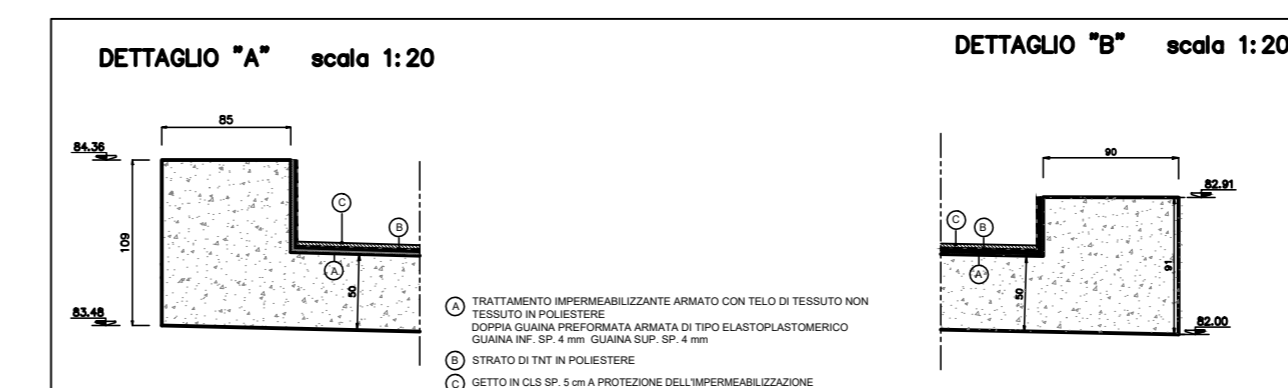 DETTAGLIO "A" scala 1:20
85
84.36
109
83.48
C
B
A
50
A TRATTAMENTO IMPERMEABILIZZANTE ARMATO CON TELO DI TESSUTO NON
TESSUTO IN POLIESTERE
DOPPIA GUAINA PREFORMATA ARMATA DI TIPO ELASTOPLASTOMERICO
GUAINA INF. SP. 4 mm GUAINA SUP. SP. 4 mm
B STRATO DI TNT IN POLIESTERE
C GETTO IN CLS SP. 5 cm A PROTEZIONE DELL'IMPERMEABILIZZAZIONE
DETTAGLIO "B" scala 1:20
90
82.91
C
B
A
50
91
82.00